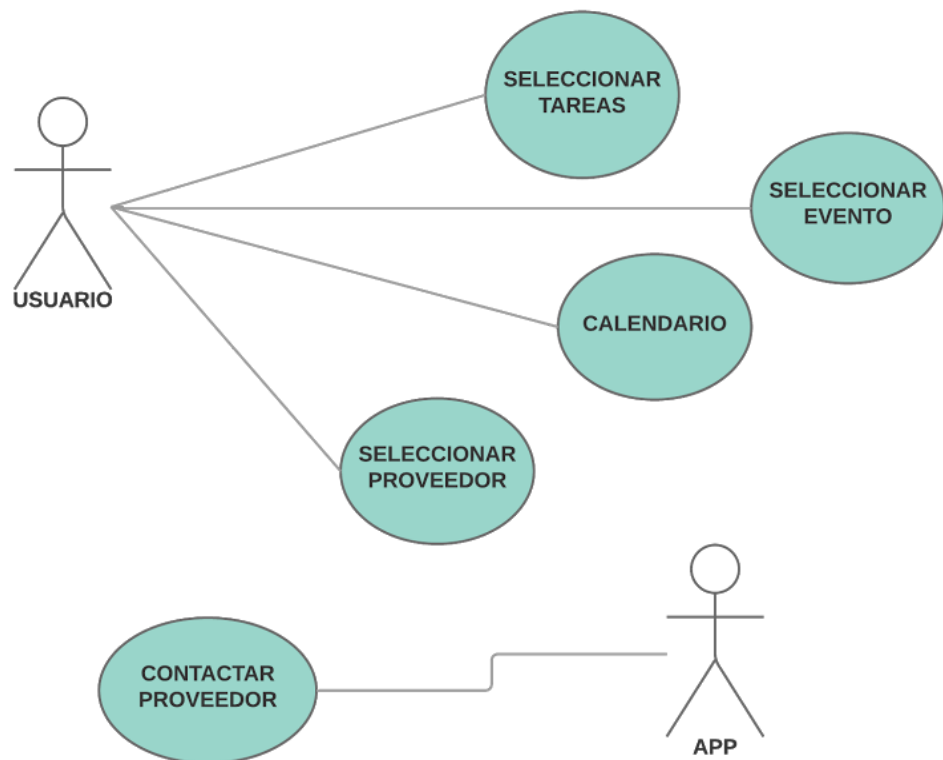 SELECCIONAR
TAREAS
SELECCIONAR
EVENTO
USUARIO
CALENDARIO
SELECCIONAR
PROVEEDOR
CONTACTAR
PROVEEDOR
APP